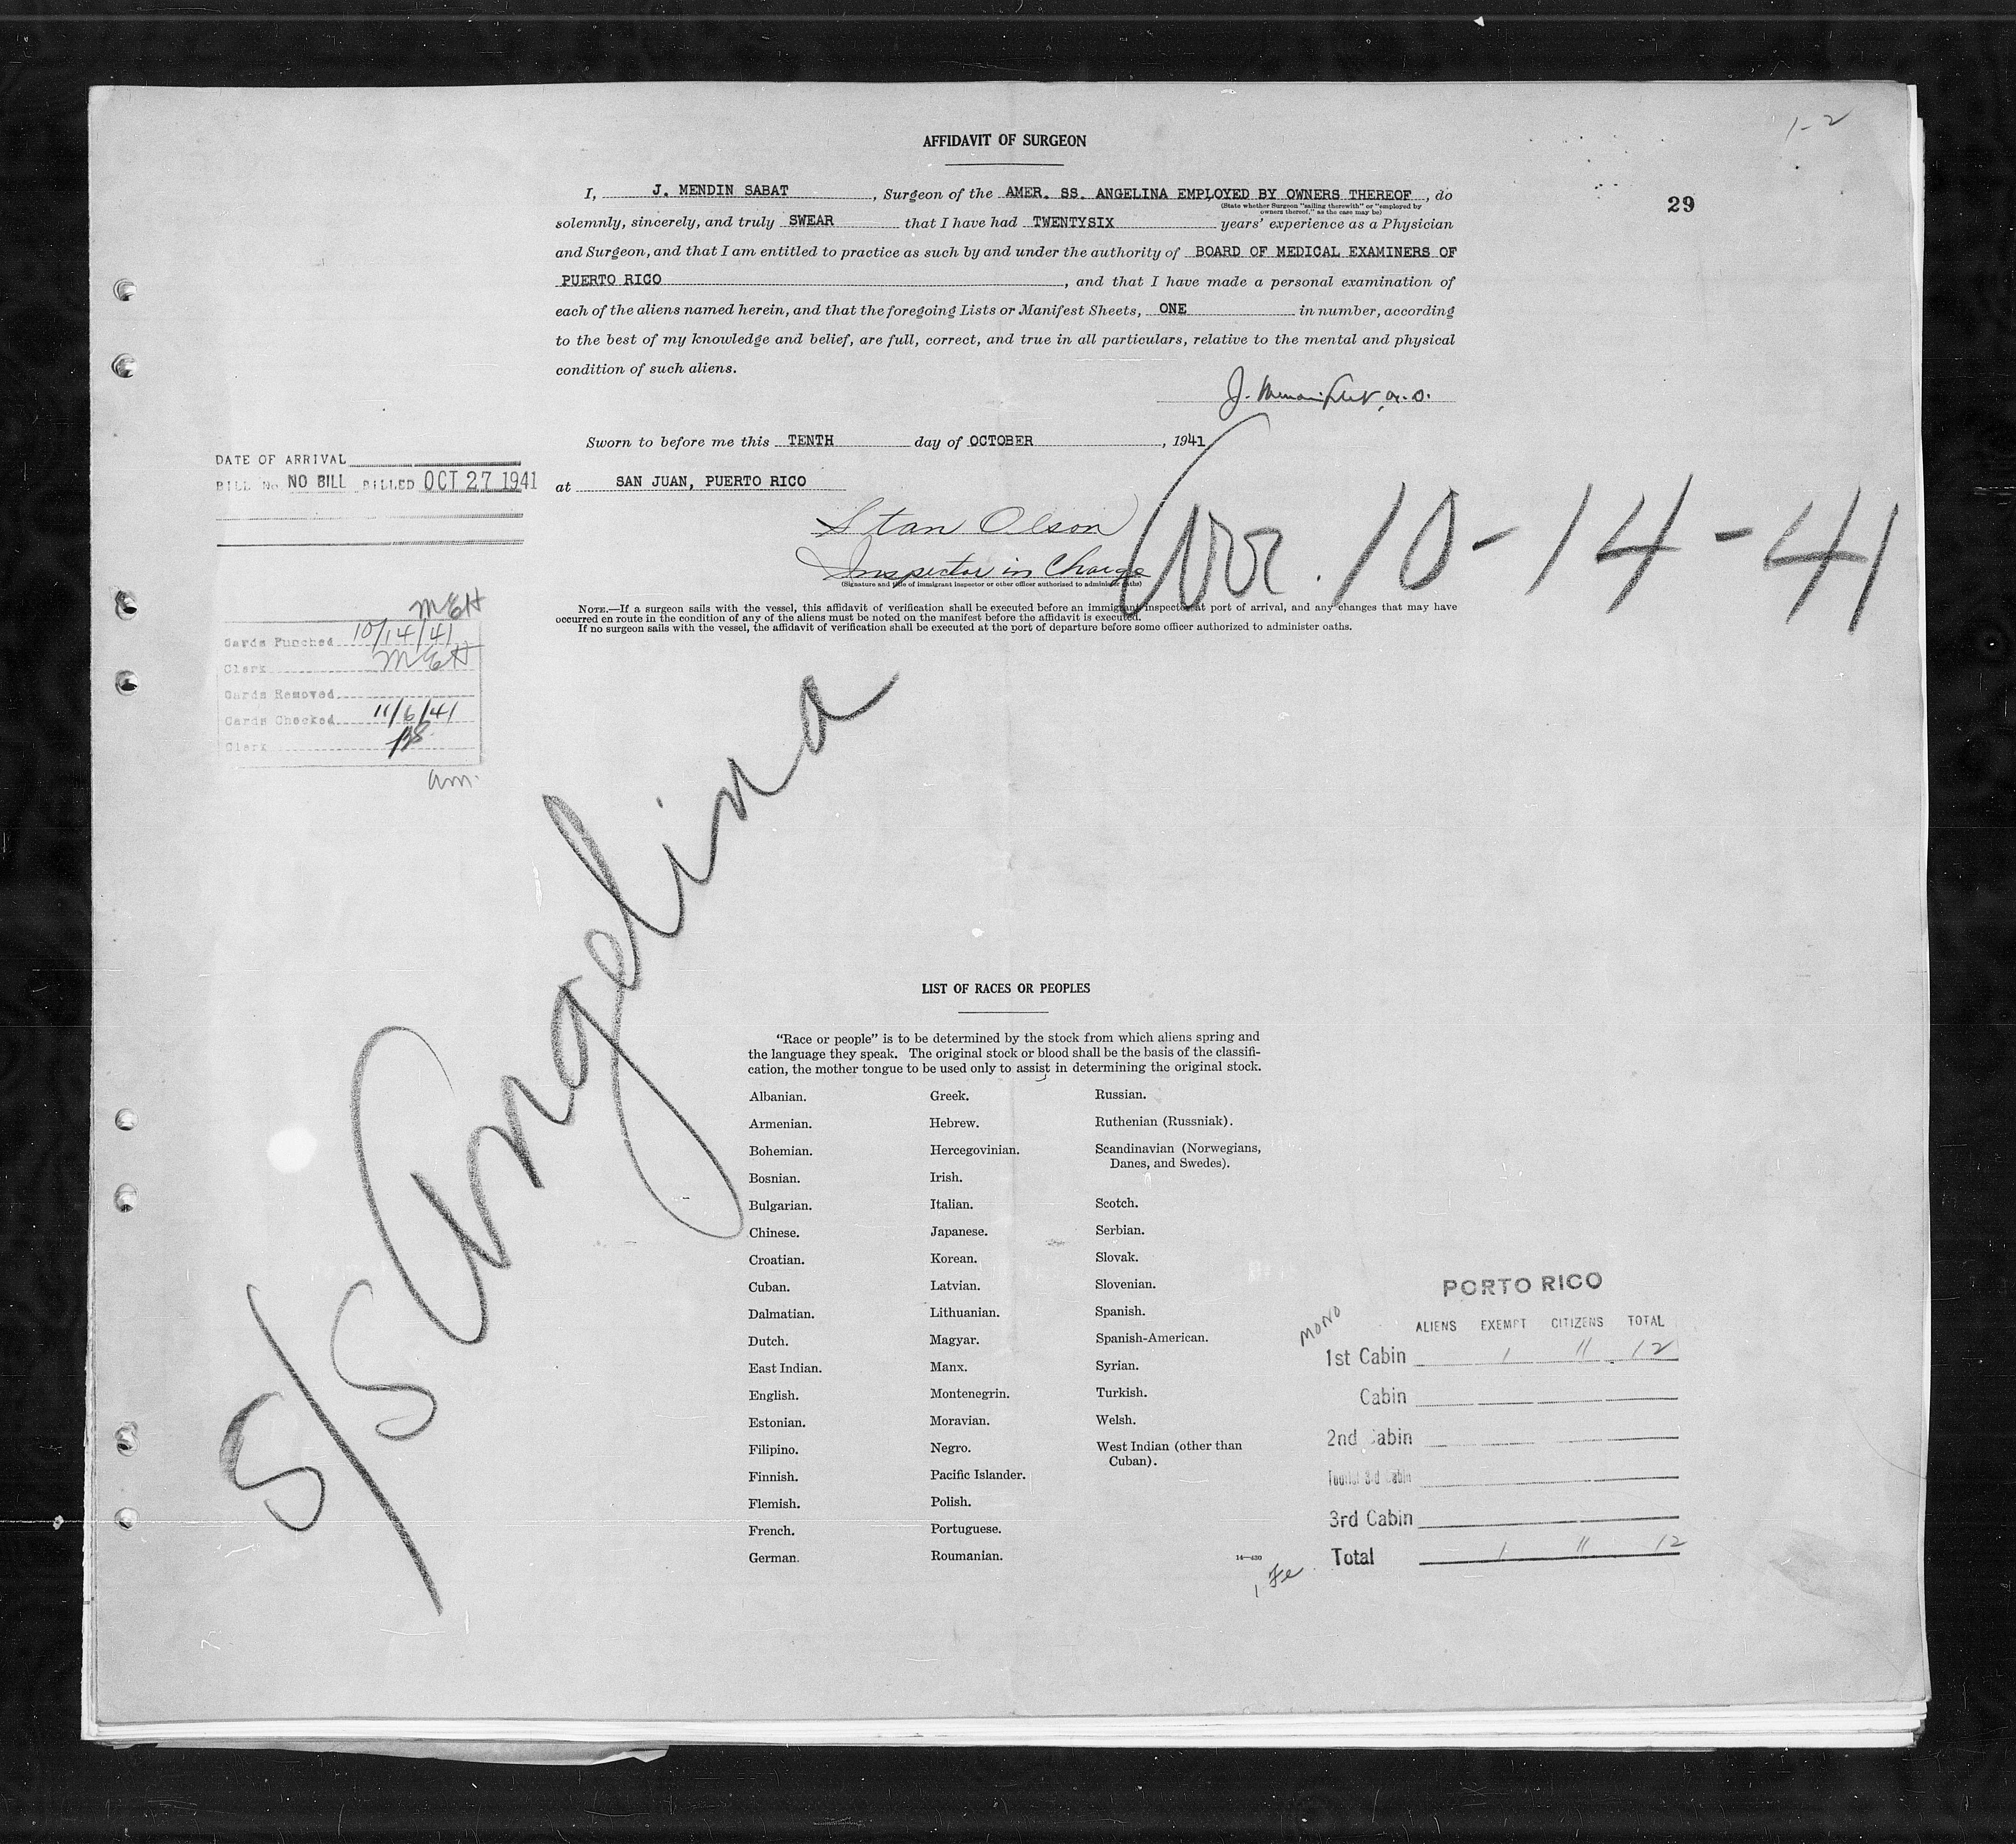 1-2
AFFIDAVIT OF SURGEON
29
I, J. MENDIN SABAT, Surgeon of the AMER. SS. ANGELINA EMPLOYED BY OWNERS THEREOF, do
(State whether Surgeon "sailing therewith" or "employed by
owners thereof," as the case may be)
solemnly, sincerely, and truly SWEAR that I have had TWENTYSIX years' experience as a Physician
and Surgeon, and that I am entitled to practice as such by and under the authority of BOARD OF MEDICAL EXAMINERS OF
PUERTO RICO, and that I have made a personal examination of
each of the aliens named herein, and that the foregoing Lists or Manifest Sheets, ONE in number, according
to the best of my knowledge and belief, are full, correct, and true in all particulars, relative to the mental and physical
condition of such aliens.
Sworn to before me this TENTH day of OCTOBER, 1941
at SAN JUAN, PUERTO RICO
Stan Olson
Inspector in Charge
(Signature and title of immigrant inspector or other officer authorized to administer oaths)
Arr. 10-14-41
NOTE.—If a surgeon sails with the vessel, this affidavit of verification shall be executed before an immigrant inspector at port of arrival, and any changes that may have
occurred en route in the condition of any of the aliens must be noted on the manifest before the affidavit is executed.
If no surgeon sails with the vessel, the affidavit of verification shall be executed at the port of departure before some officer authorized to administer oaths.
DATE OF ARRIVAL
BILL No NO BILL BILLED OCT 27 1941
MEH
Cards Punched 10/14/41
Clerk MEH
Cards Removed
Cards Checked 11/6/41
Clerk
am.
S/S Angelina
LIST OF RACES OR PEOPLES
"Race or people" is to be determined by the stock from which aliens spring and
the language they speak. The original stock or blood shall be the basis of the classifi-
cation, the mother tongue to be used only to assist in determining the original stock.
Albanian.
Armenian.
Bohemian.
Bosnian.
Bulgarian.
Chinese.
Croatian.
Cuban.
Dalmatian.
Dutch.
East Indian.
English.
Estonian.
Filipino.
Finnish.
Flemish.
French.
German.
Greek.
Hebrew.
Hercegovinian.
Irish.
Italian.
Japanese.
Korean.
Latvian.
Lithuanian.
Magyar.
Manx.
Montenegrin.
Moravian.
Negro.
Pacific Islander.
Polish.
Portuguese.
Roumanian.
Russian.
Ruthenian (Russniak).
Scandinavian (Norwegians,
Danes, and Swedes).
Scotch.
Serbian.
Slovak.
Slovenian.
Spanish.
Spanish-American.
Syrian.
Turkish.
Welsh.
West Indian (other than
Cuban).
14—430
PORTO RICO
MONO
ALIENS EXEMPT CITIZENS TOTAL
1st Cabin 1 11 12
Cabin
2nd Cabin
Tourist 3rd Cabin
3rd Cabin
Total 1 11 12
1 Fe